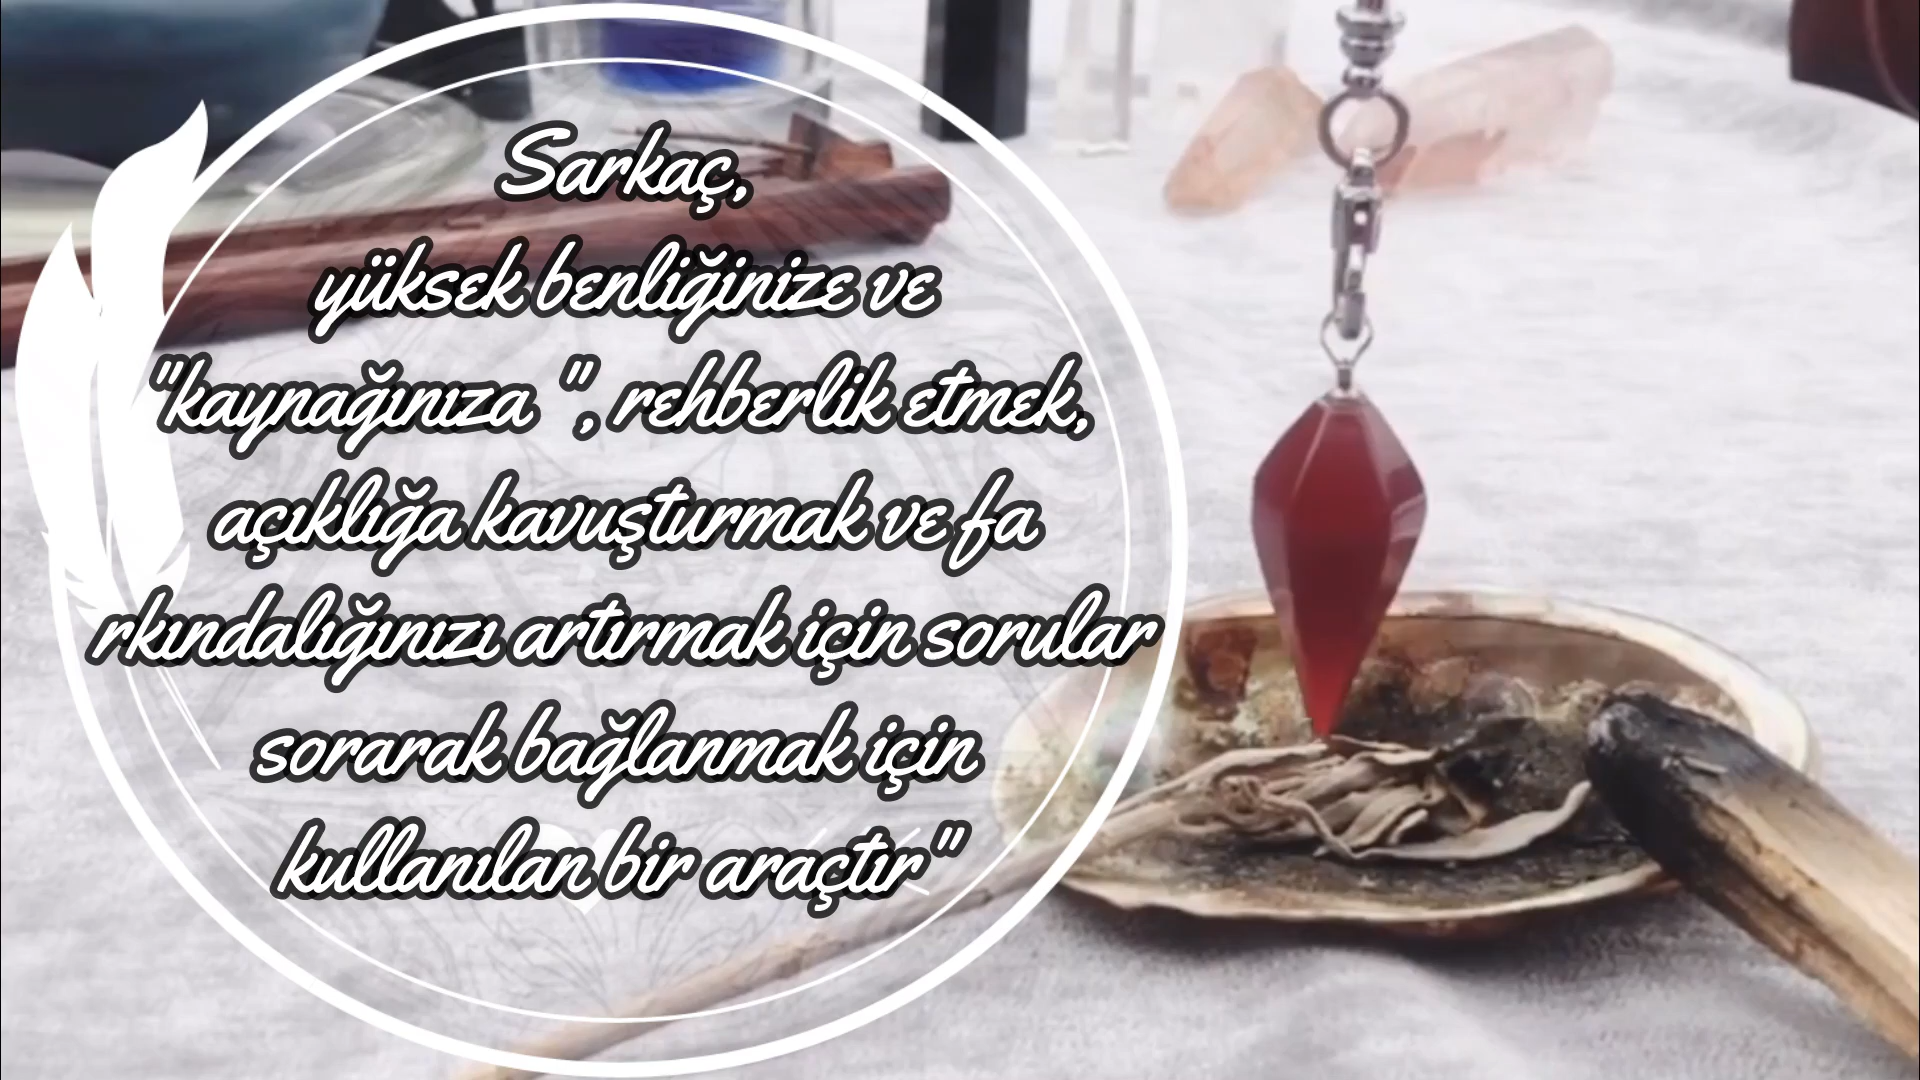 Sarkaç,
yüksek benliğinize ve
"kaynağınıza ", rehberlik etmek,
açıklığa kavuşturmak ve fa
rkındalığınızı artırmak için sorular
sorarak bağlanmak için
kullanılan bir araçtır"